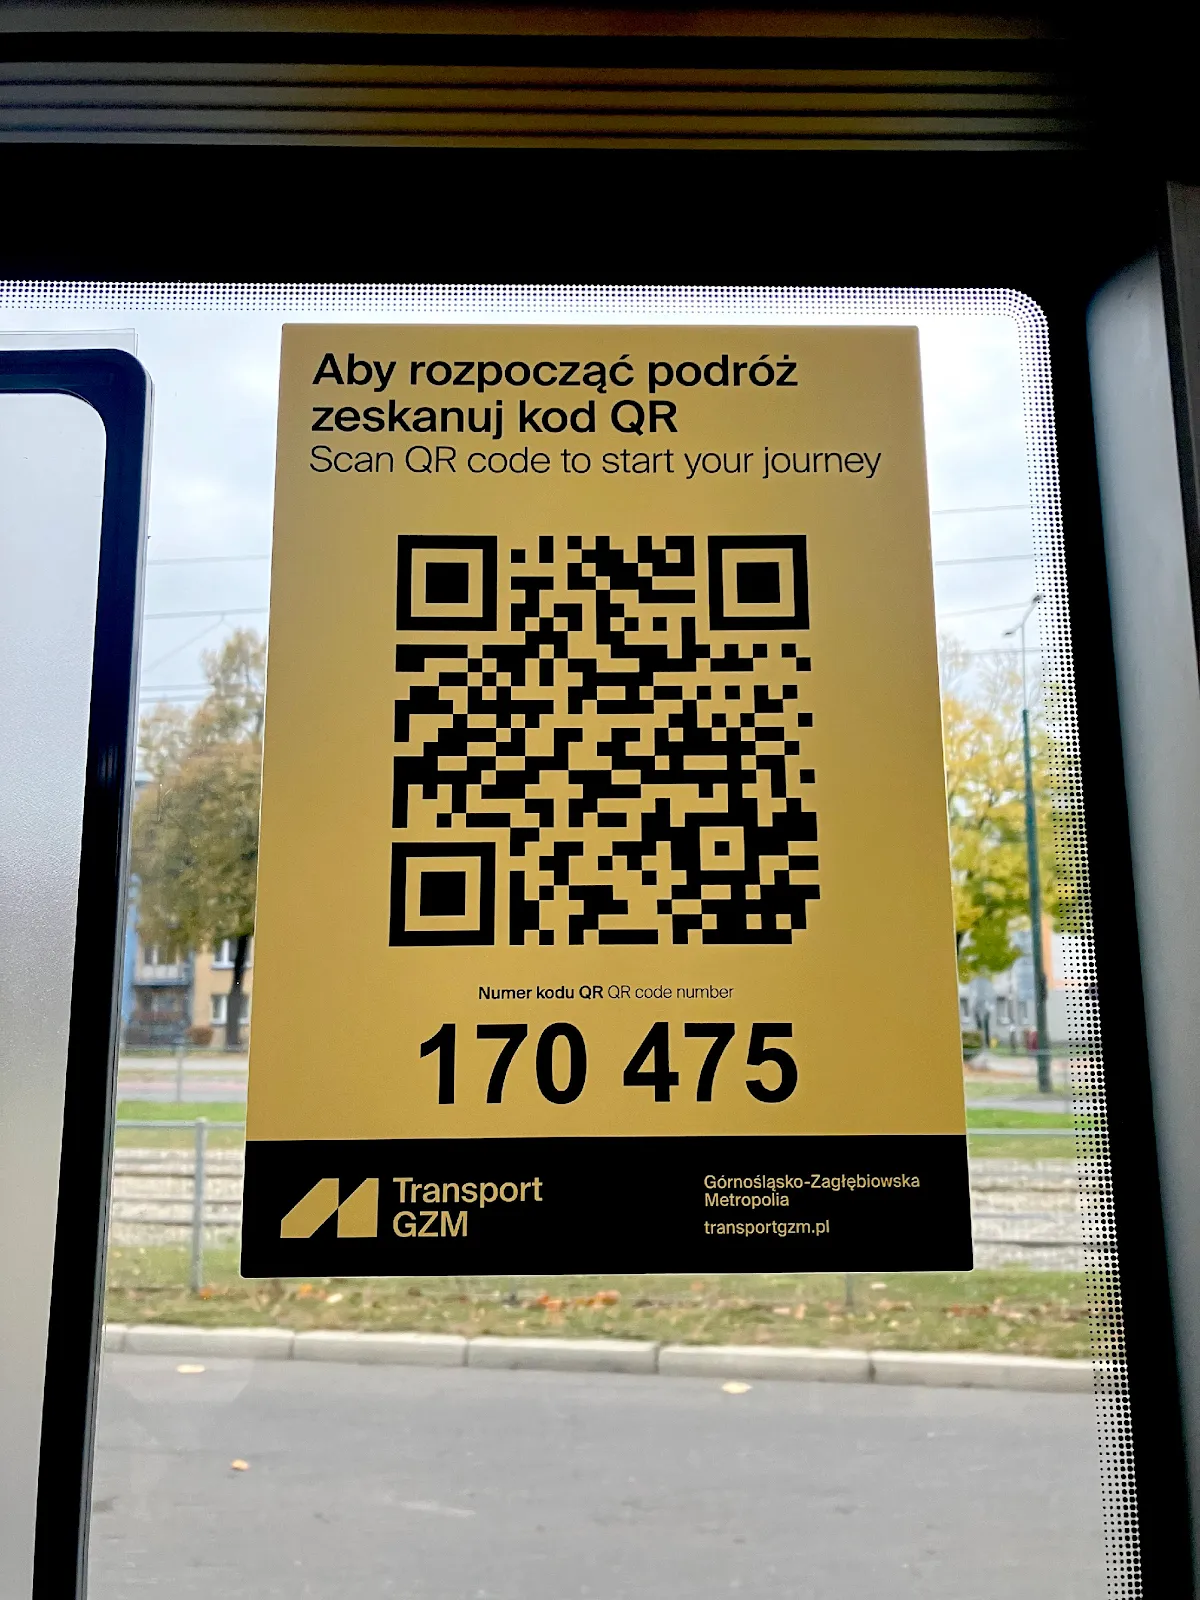 Aby rozpocząć podróż
zeskanuj kod QR
Scan QR code to start your journey
Numer kodu QR QR code number
170 475
Transport
GZM
Górnośląsko-Zagłębiowska
Metropolia
transportgzm.pl